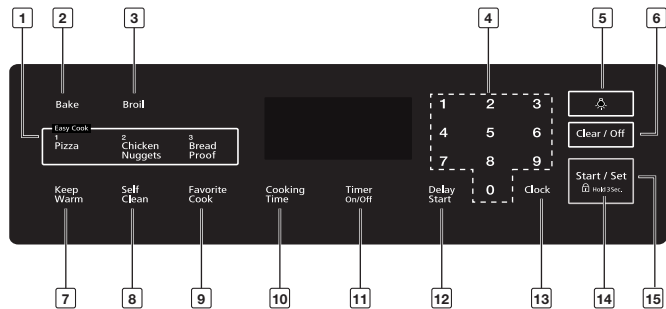 1 2 3 4 5 6
Bake Broil
Easy Cook
1 2 3
Pizza Chicken Nuggets Bread Proof
1 2 3
4 5 6
7 8 9
0
Clear / Off
Start / Set
Hold 3 Sec.
Keep Warm
Self Clean
Favorite Cook
Cooking Time
Timer On/Off
Delay Start
Clock
7 8 9 10 11 12 13 14 15